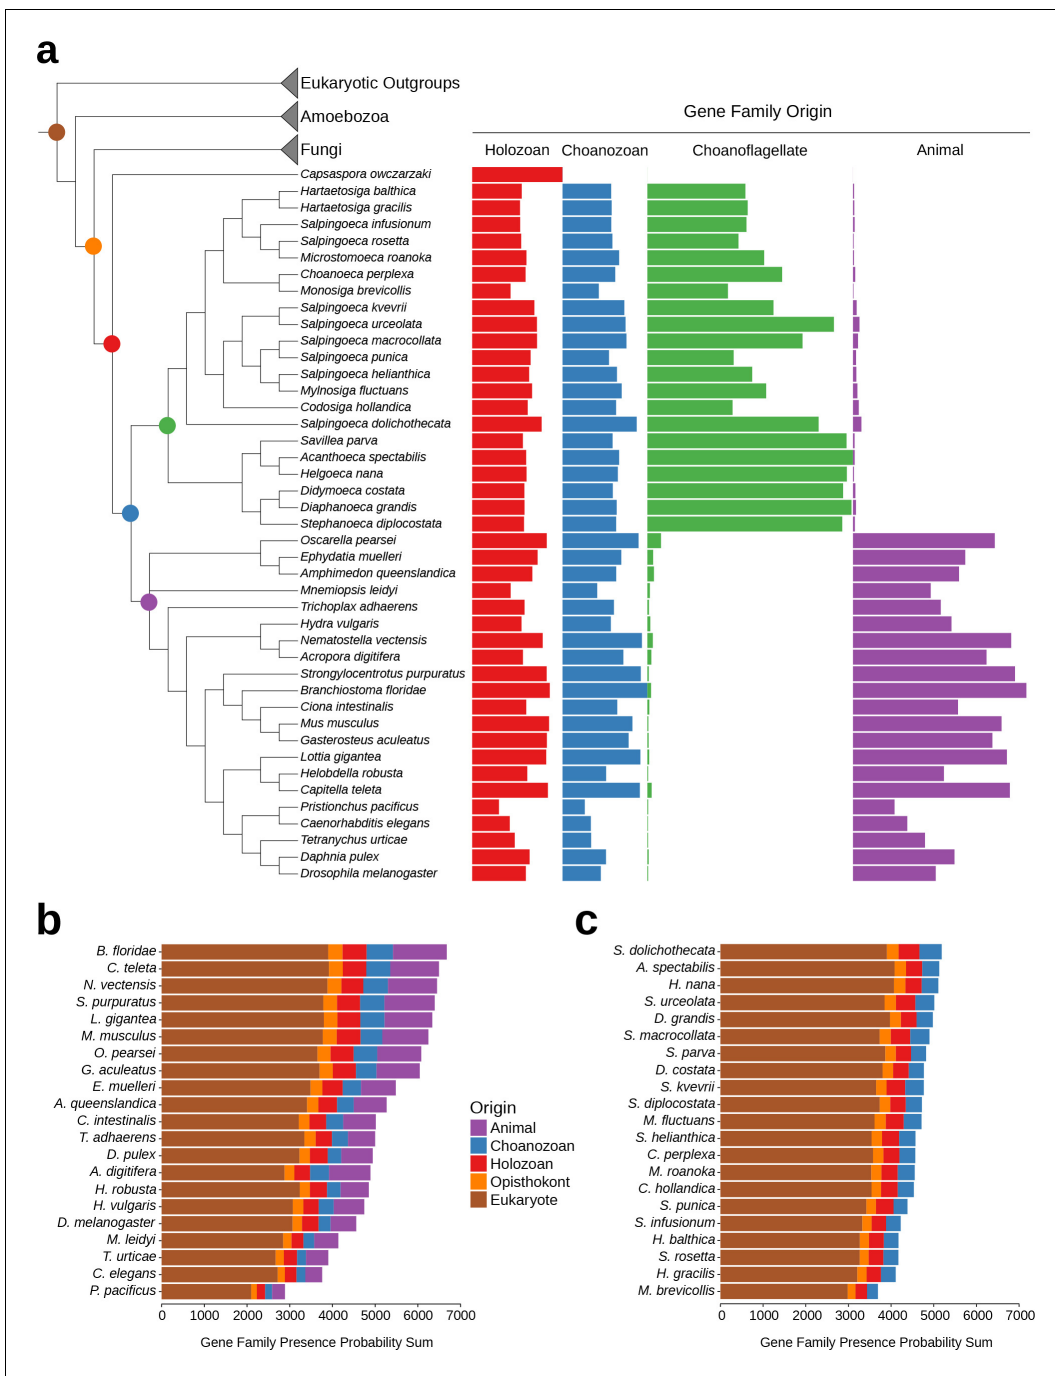 a
Eukaryotic Outgroups
Amoebozoa
Fungi
Gene Family Origin
Holozoan
Choanozoan
Choanoflagellate
Animal
Capsaspora owczarzaki
Hartaetosiga balthica
Hartaetosiga gracilis
Salpingoeca infusionum
Salpingoeca rosetta
Microstomoeca roanoka
Choanoeca perplexa
Monosiga brevicollis
Salpingoeca kvevrii
Salpingoeca urceolata
Salpingoeca macrocollata
Salpingoeca punica
Salpingoeca helianthica
Mylnosiga fluctuans
Codosiga hollandica
Salpingoeca dolichothecata
Savillea parva
Acanthoeca spectabilis
Helgoeca nana
Didymoeca costata
Diaphanoeca grandis
Stephanoeca diplocostata
Oscarella pearsei
Ephydatia muelleri
Amphimedon queenslandica
Mnemiopsis leidyi
Trichoplax adhaerens
Hydra vulgaris
Nematostella vectensis
Acropora digitifera
Strongylocentrotus purpuratus
Branchiostoma floridae
Ciona intestinalis
Mus musculus
Gasterosteus aculeatus
Lottia gigantea
Helobdella robusta
Capitella teleta
Pristionchus pacificus
Caenorhabditis elegans
Tetranychus urticae
Daphnia pulex
Drosophila melanogaster
b
B. floridae
C. teleta
N. vectensis
S. purpuratus
L. gigantea
M. musculus
O. pearsei
G. aculeatus
E. muelleri
A. queenslandica
C. intestinalis
T. adhaerens
D. pulex
A. digitifera
H. robusta
H. vulgaris
D. melanogaster
M. leidyi
T. urticae
C. elegans
P. pacificus
0 1000 2000 3000 4000 5000 6000 7000
Gene Family Presence Probability Sum
Origin
Animal
Choanozoan
Holozoan
Opisthokont
Eukaryote
c
S. dolichothecata
A. spectabilis
H. nana
S. urceolata
D. grandis
S. macrocollata
S. parva
D. costata
S. kvevrii
S. diplocostata
M. fluctuans
S. helianthica
C. perplexa
M. roanoka
C. hollandica
S. punica
S. infusionum
H. balthica
S. rosetta
H. gracilis
M. brevicollis
0 1000 2000 3000 4000 5000 6000 7000
Gene Family Presence Probability Sum